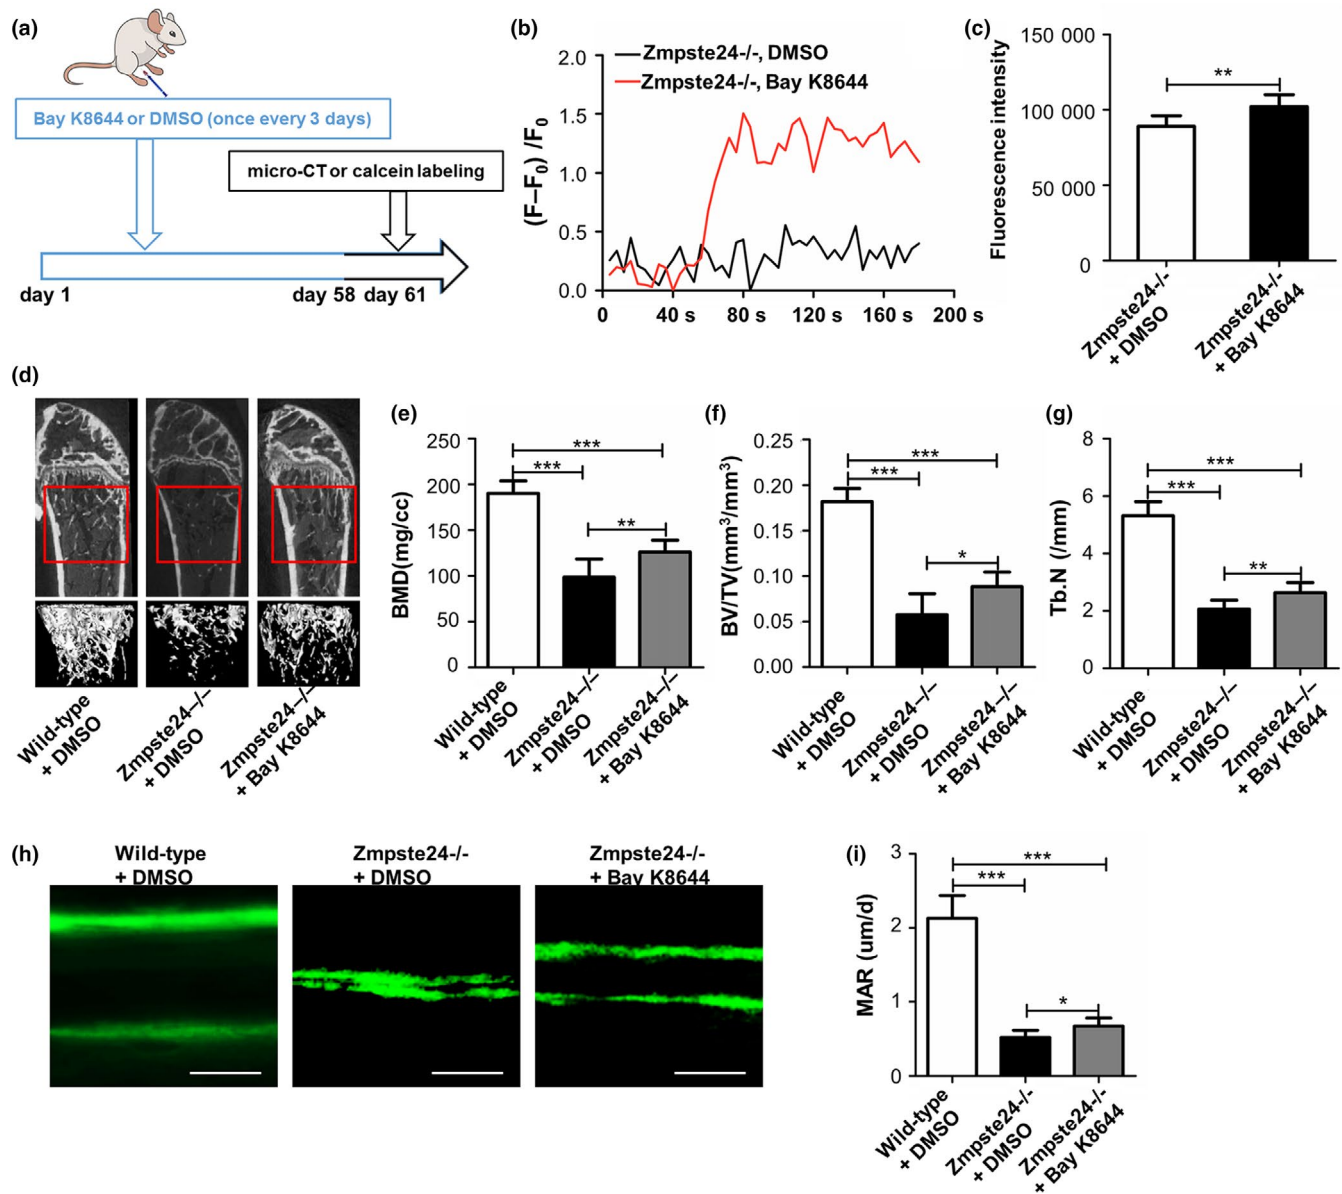 (a)
Bay K8644 or DMSO (once every 3 days)
micro-CT or calcein labeling
day 1
day 58
day 61
(b)
Zmpste24-/-, DMSO
Zmpste24-/-, Bay K8644
(F–F0) /F0
2.0
1.5
1.0
0.5
0.0
0
40 s
80 s
120 s
160 s
200 s
(c)
Fluorescence intensity
150 000
100 000
50 000
0
**
Zmpste24-/-
+ DMSO
Zmpste24-/-
+ Bay K8644
(d)
Wild-type
+ DMSO
Zmpste24–/–
+ DMSO
Zmpste24–/–
+ Bay K8644
(e)
BMD(mg/cc)
250
200
150
100
50
0
***
***
**
Wild-type
+ DMSO
Zmpste24–/–
+ DMSO
Zmpste24–/–
+ Bay K8644
(f)
BV/TV(mm3/mm3)
0.25
0.20
0.15
0.10
0.05
0.00
***
***
*
Wild-type
+ DMSO
Zmpste24–/–
+ DMSO
Zmpste24–/–
+ Bay K8644
(g)
Tb.N (/mm)
8
6
4
2
0
***
***
**
Wild-type
+ DMSO
Zmpste24–/–
+ DMSO
Zmpste24–/–
+ Bay K8644
(h)
Wild-type
+ DMSO
Zmpste24-/-
+ DMSO
Zmpste24-/-
+ Bay K8644
(i)
MAR (um/d)
3
2
1
0
***
***
*
Wild-type
+ DMSO
Zmpste24-/-
+ DMSO
Zmpste24-/-
+ Bay K8644